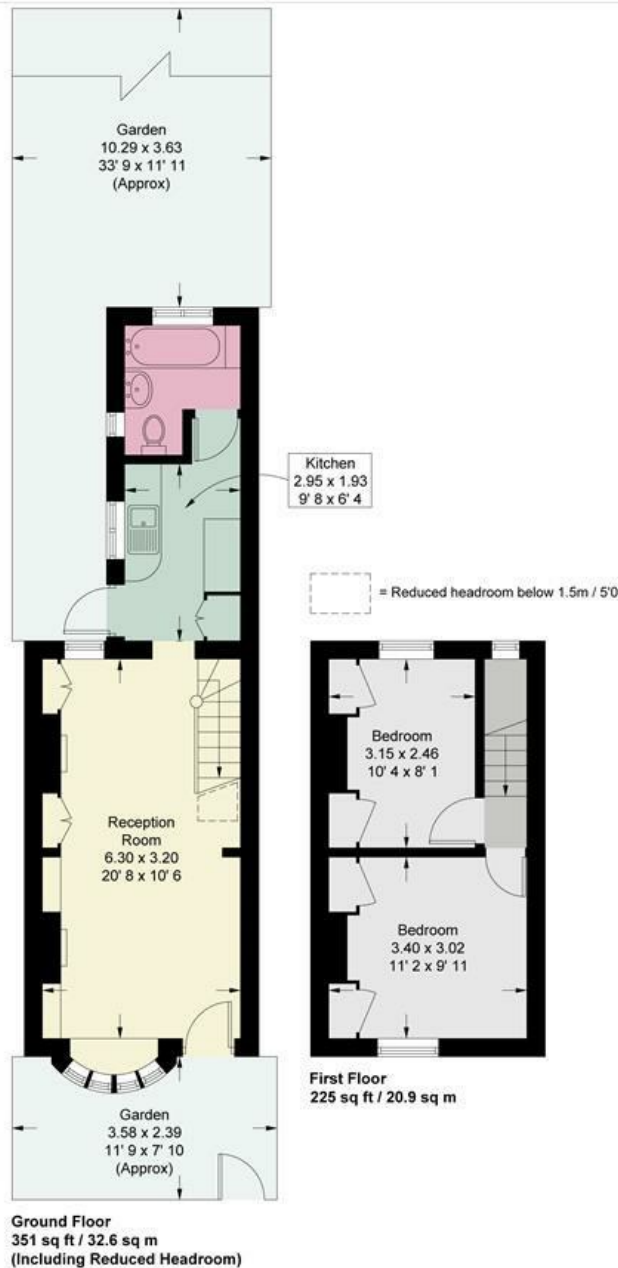 Garden
10.29 x 3.63
33' 9 x 11' 11
(Approx)
Kitchen
2.95 x 1.93
9' 8 x 6' 4
= Reduced headroom below 1.5m / 5'0
Reception
Room
6.30 x 3.20
20' 8 x 10' 6
Bedroom
3.15 x 2.46
10' 4 x 8' 1
Bedroom
3.40 x 3.02
11' 2 x 9' 11
Garden
3.58 x 2.39
11' 9 x 7' 10
(Approx)
First Floor
225 sq ft / 20.9 sq m
Ground Floor
351 sq ft / 32.6 sq m
(Including Reduced Headroom)